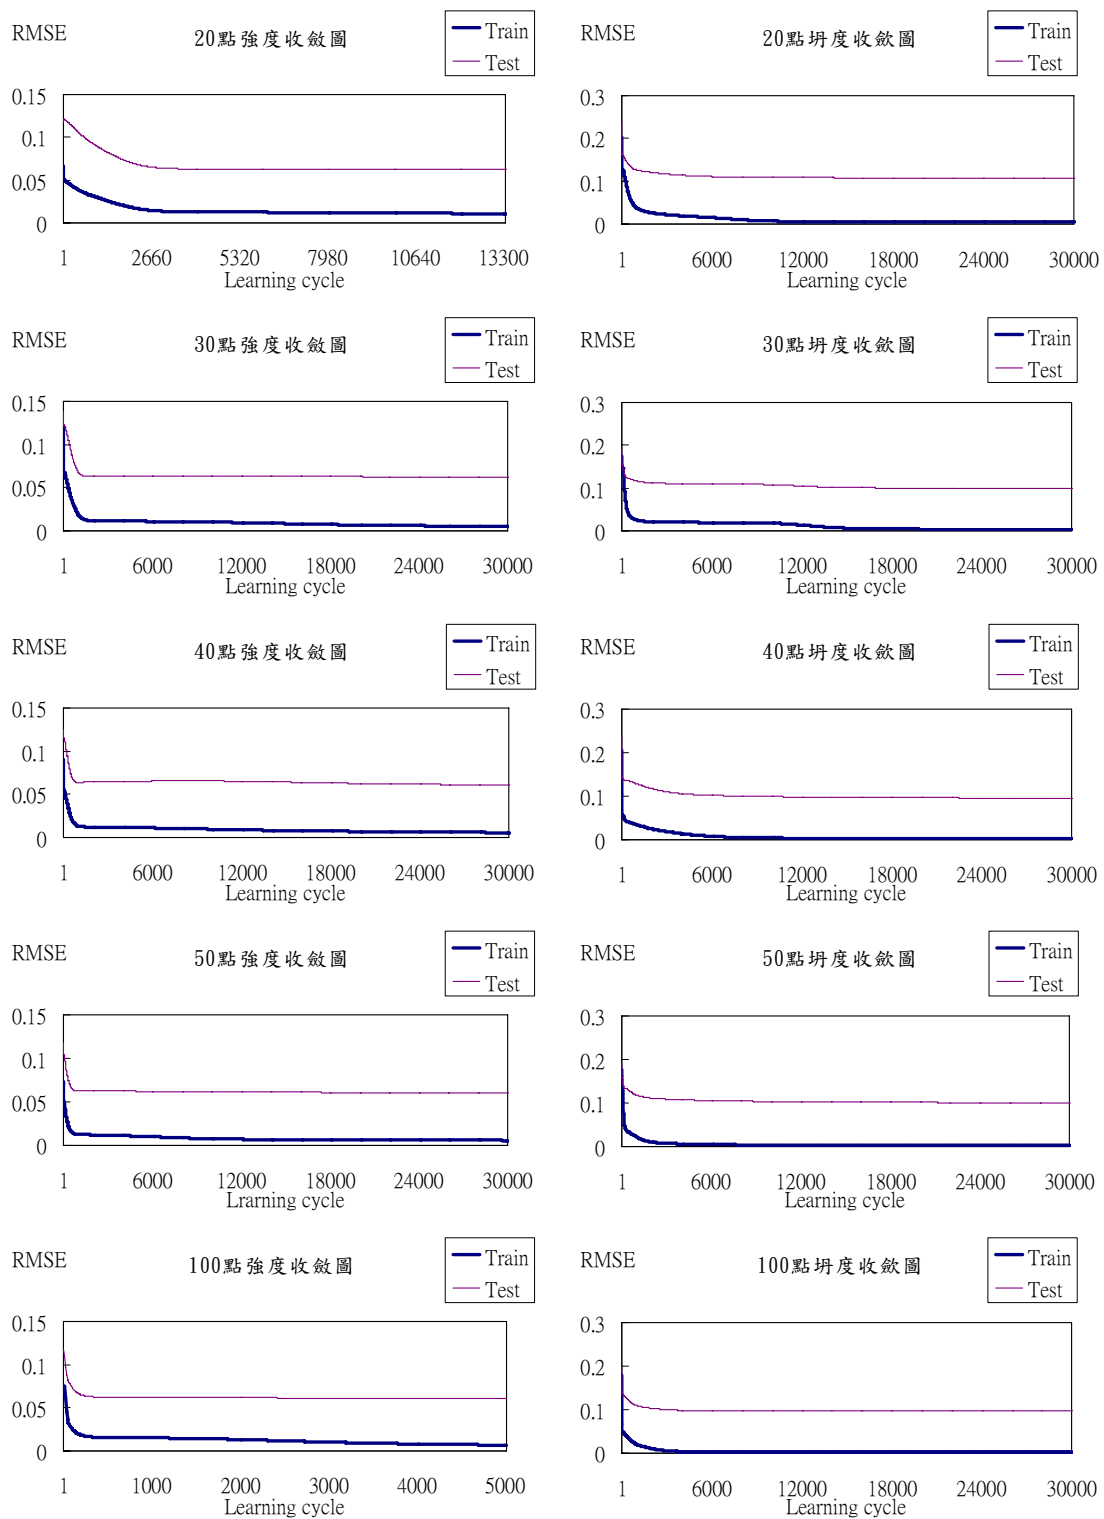 RMSE
20點強度收斂圖
Train
Test
0.15
0.1
0.05
0
1 2660 5320 7980 10640 13300
Learning cycle
RMSE
20點坍度收歛圖
Train
Test
0.3
0.2
0.1
0
1 6000 12000 18000 24000 30000
Learning cycle
RMSE
30點強度收斂圖
Train
Test
0.15
0.1
0.05
0
1 6000 12000 18000 24000 30000
Learning cycle
RMSE
30點坍度收歛圖
Train
Test
0.3
0.2
0.1
0
1 6000 12000 18000 24000 30000
Learning cycle
RMSE
40點強度收斂圖
Train
Test
0.15
0.1
0.05
0
1 6000 12000 18000 24000 30000
Learning cycle
RMSE
40點坍度收歛圖
Train
Test
0.3
0.2
0.1
0
1 6000 12000 18000 24000 30000
Learning cycle
RMSE
50點強度收斂圖
Train
Test
0.15
0.1
0.05
0
1 6000 12000 18000 24000 30000
Lrarning cycle
RMSE
50點坍度收歛圖
Train
Test
0.3
0.2
0.1
0
1 6000 12000 18000 24000 30000
Learning cycle
RMSE
100點強度收斂圖
Train
Test
0.15
0.1
0.05
0
1 1000 2000 3000 4000 5000
Learning cycle
RMSE
100點坍度收歛圖
Train
Test
0.3
0.2
0.1
0
1 6000 12000 18000 24000 30000
Learning cycle